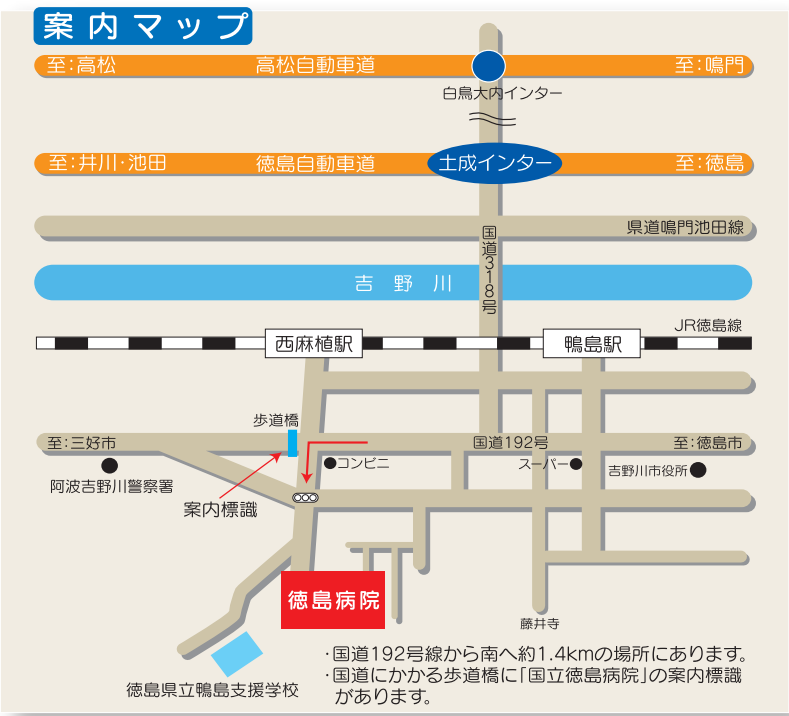 案内マップ
至：高松
高松自動車道
至：鳴門
白鳥大内インター
至：井川・池田
徳島自動車道
土成インター
至：徳島
県道鳴門池田線
国道318号
吉野川
JR徳島線
西麻植駅
鴨島駅
歩道橋
至：三好市
国道192号
至：徳島市
コンビニ
スーパー
吉野川市役所
阿波吉野川警察署
案内標識
徳島病院
藤井寺
徳島県立鴨島支援学校
・国道192号線から南へ約1.4kmの場所にあります。
・国道にかかる歩道橋に「国立徳島病院」の案内標識
があります。